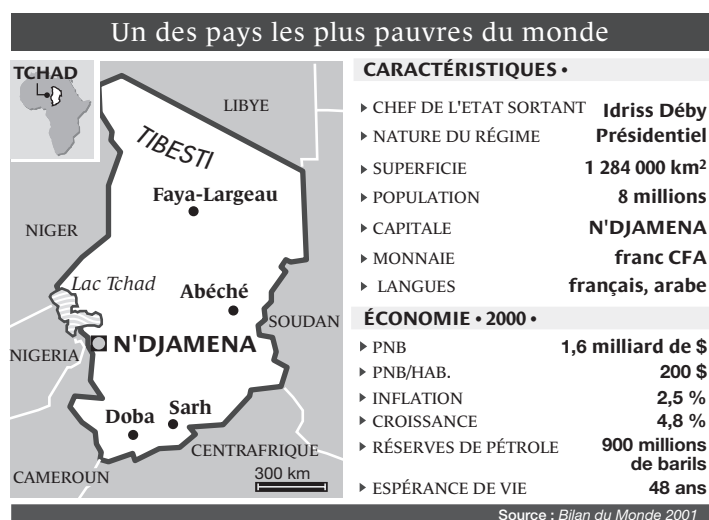 Un des pays les plus pauvres du monde
TCHAD
LIBYE
TIBESTI
Faya-Largeau
NIGER
Lac Tchad
Abéché
SOUDAN
N'DJAMENA
NIGERIA
Doba
Sarh
CENTRAFRIQUE
CAMEROUN
300 km
CARACTÉRISTIQUES •
CHEF DE L'ETAT SORTANT Idriss Déby
NATURE DU RÉGIME Présidentiel
SUPERFICIE 1 284 000 km²
POPULATION 8 millions
CAPITALE N'DJAMENA
MONNAIE franc CFA
LANGUES français, arabe
ÉCONOMIE • 2000 •
PNB 1,6 milliard de $
PNB/HAB. 200 $
INFLATION 2,5 %
CROISSANCE 4,8 %
RÉSERVES DE PÉTROLE 900 millions
de barils
ESPÉRANCE DE VIE 48 ans
Source : Bilan du Monde 2001